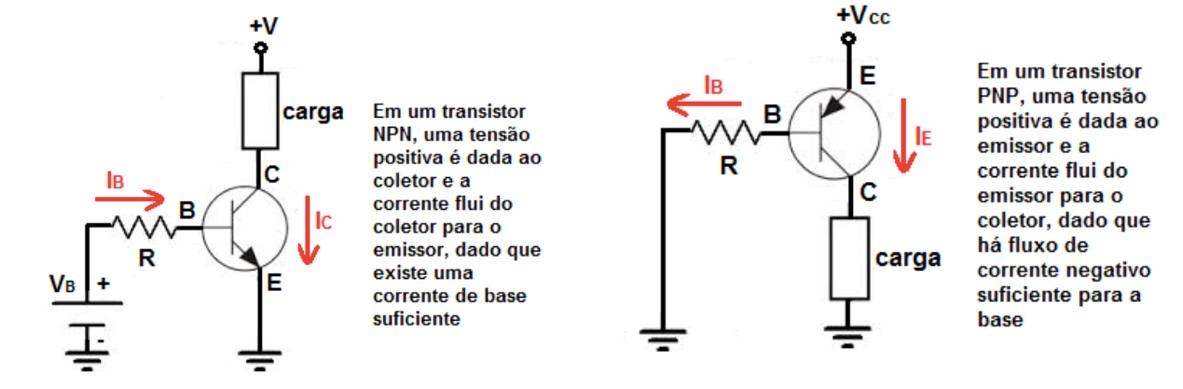 +V
carga
C
IB
B
R
IC
E
VB
+
-
Em um transistor
NPN, uma tensão
positiva é dada ao
coletor e a
corrente flui do
coletor para o
emissor, dado que
existe uma
corrente de base
suficiente
+VCC
E
IB
B
R
IE
C
carga
Em um transistor
PNP, uma tensão
positiva é dada ao
emissor e a
corrente flui do
emissor para o
coletor, dado que
há fluxo de
corrente negativo
suficiente para a
base